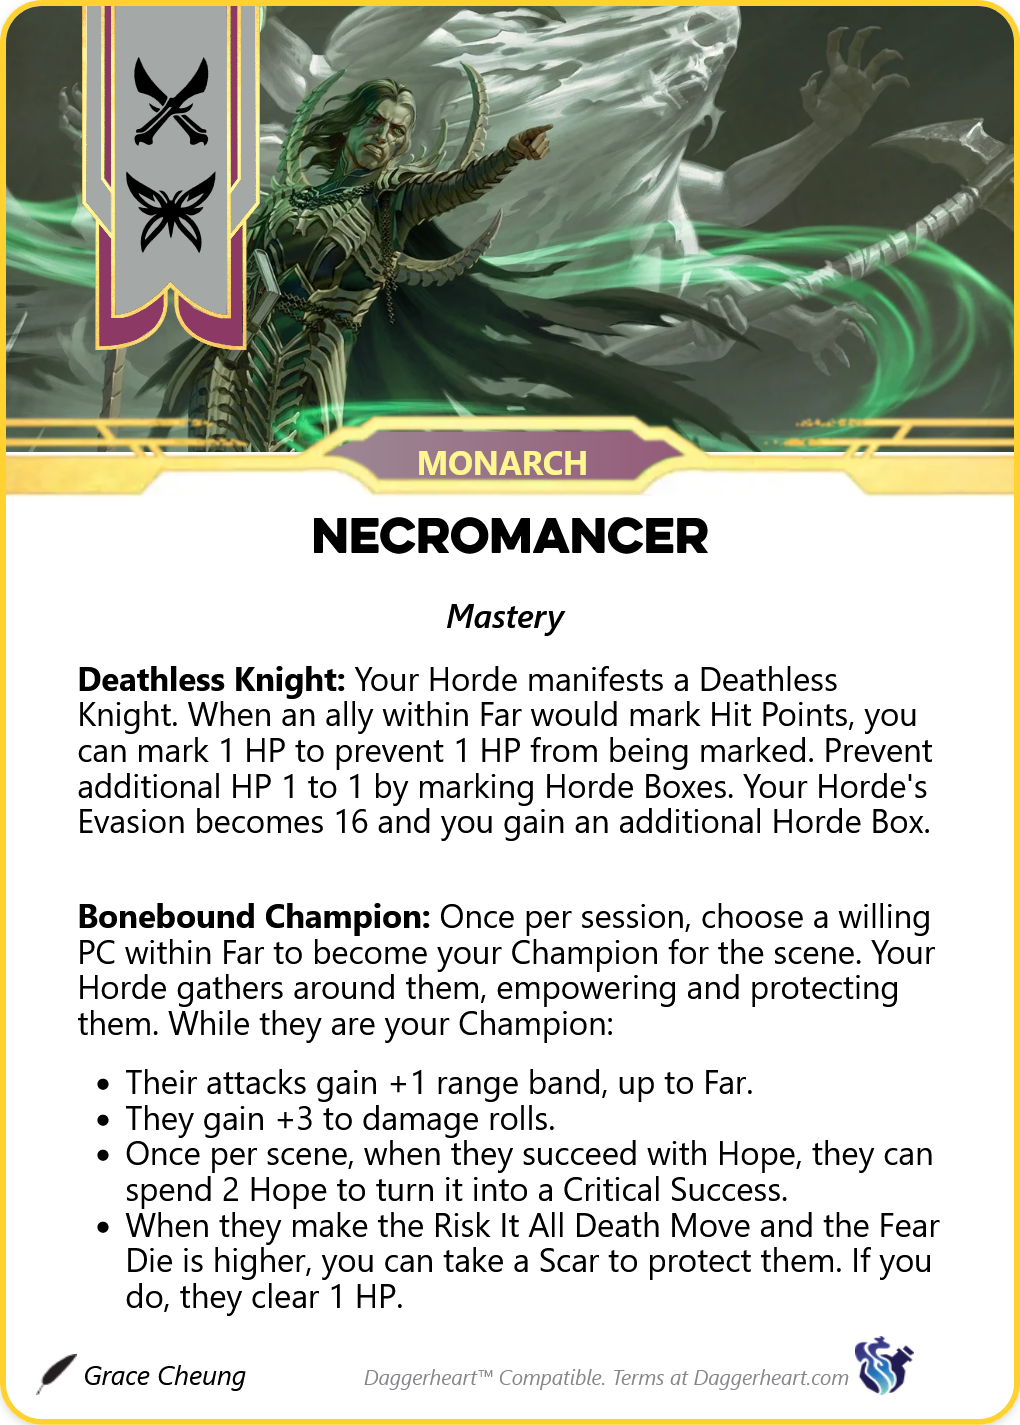 MONARCH
NECROMANCER
Mastery
Deathless Knight: Your Horde manifests a Deathless
Knight. When an ally within Far would mark Hit Points, you
can mark 1 HP to prevent 1 HP from being marked. Prevent
additional HP 1 to 1 by marking Horde Boxes. Your Horde's
Evasion becomes 16 and you gain an additional Horde Box.
Bonebound Champion: Once per session, choose a willing
PC within Far to become your Champion for the scene. Your
Horde gathers around them, empowering and protecting
them. While they are your Champion:
• Their attacks gain +1 range band, up to Far.
• They gain +3 to damage rolls.
• Once per scene, when they succeed with Hope, they can
spend 2 Hope to turn it into a Critical Success.
• When they make the Risk It All Death Move and the Fear
Die is higher, you can take a Scar to protect them. If you
do, they clear 1 HP.
Grace Cheung
Daggerheart™ Compatible. Terms at Daggerheart.com